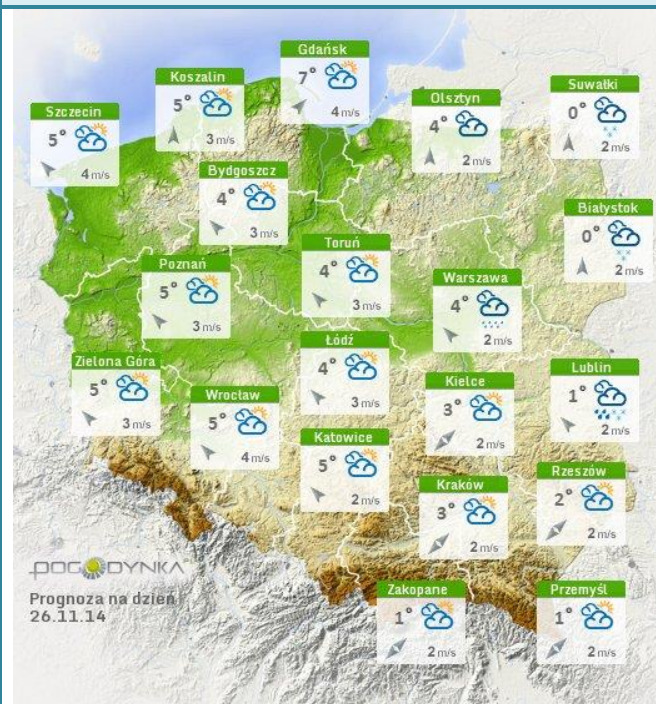 Gdańsk
7°
4 m/s
Koszalin
5°
3 m/s
Suwałki
0°
2 m/s
Olsztyn
4°
2 m/s
Szczecin
5°
4 m/s
Bydgoszcz
4°
3 m/s
Białystok
0°
2 m/s
Toruń
4°
3 m/s
Poznań
5°
3 m/s
Warszawa
4°
2 m/s
Łódź
4°
3 m/s
Zielona Góra
5°
3 m/s
Lublin
1°
2 m/s
Kielce
3°
2 m/s
Wrocław
5°
4 m/s
Katowice
5°
2 m/s
Rzeszów
2°
2 m/s
Kraków
3°
2 m/s
POGODYNKA
Prognoza na dzień
26.11.14
Zakopane
1°
2 m/s
Przemyśl
1°
2 m/s